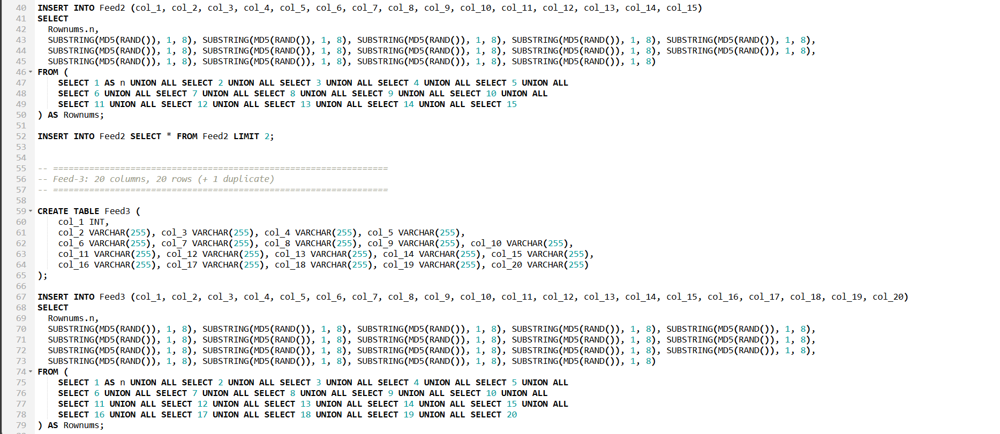 40 INSERT INTO Feed2 (col_1, col_2, col_3, col_4, col_5, col_6, col_7, col_8, col_9, col_10, col_11, col_12, col_13, col_14, col_15)
41 SELECT
42   Rownums.n,
43   SUBSTRING(MD5(RAND()), 1, 8), SUBSTRING(MD5(RAND()), 1, 8), SUBSTRING(MD5(RAND()), 1, 8), SUBSTRING(MD5(RAND()), 1, 8), SUBSTRING(MD5(RAND()), 1, 8),
44   SUBSTRING(MD5(RAND()), 1, 8), SUBSTRING(MD5(RAND()), 1, 8), SUBSTRING(MD5(RAND()), 1, 8), SUBSTRING(MD5(RAND()), 1, 8), SUBSTRING(MD5(RAND()), 1, 8),
45   SUBSTRING(MD5(RAND()), 1, 8), SUBSTRING(MD5(RAND()), 1, 8), SUBSTRING(MD5(RAND()), 1, 8), SUBSTRING(MD5(RAND()), 1, 8)
46 FROM (
47     SELECT 1 AS n UNION ALL SELECT 2 UNION ALL SELECT 3 UNION ALL SELECT 4 UNION ALL SELECT 5 UNION ALL
48     SELECT 6 UNION ALL SELECT 7 UNION ALL SELECT 8 UNION ALL SELECT 9 UNION ALL SELECT 10 UNION ALL
49     SELECT 11 UNION ALL SELECT 12 UNION ALL SELECT 13 UNION ALL SELECT 14 UNION ALL SELECT 15
50 ) AS Rownums;
51
52 INSERT INTO Feed2 SELECT * FROM Feed2 LIMIT 2;
53
54
55 -- =================================================================
56 -- Feed-3: 20 columns, 20 rows (+ 1 duplicate)
57 -- =================================================================
58
59 CREATE TABLE Feed3 (
60     col_1 INT,
61     col_2 VARCHAR(255), col_3 VARCHAR(255), col_4 VARCHAR(255), col_5 VARCHAR(255),
62     col_6 VARCHAR(255), col_7 VARCHAR(255), col_8 VARCHAR(255), col_9 VARCHAR(255), col_10 VARCHAR(255),
63     col_11 VARCHAR(255), col_12 VARCHAR(255), col_13 VARCHAR(255), col_14 VARCHAR(255), col_15 VARCHAR(255),
64     col_16 VARCHAR(255), col_17 VARCHAR(255), col_18 VARCHAR(255), col_19 VARCHAR(255), col_20 VARCHAR(255)
65 );
66
67 INSERT INTO Feed3 (col_1, col_2, col_3, col_4, col_5, col_6, col_7, col_8, col_9, col_10, col_11, col_12, col_13, col_14, col_15, col_16, col_17, col_18, col_19, col_20)
68 SELECT
69   Rownums.n,
70   SUBSTRING(MD5(RAND()), 1, 8), SUBSTRING(MD5(RAND()), 1, 8), SUBSTRING(MD5(RAND()), 1, 8), SUBSTRING(MD5(RAND()), 1, 8), SUBSTRING(MD5(RAND()), 1, 8),
71   SUBSTRING(MD5(RAND()), 1, 8), SUBSTRING(MD5(RAND()), 1, 8), SUBSTRING(MD5(RAND()), 1, 8), SUBSTRING(MD5(RAND()), 1, 8), SUBSTRING(MD5(RAND()), 1, 8),
72   SUBSTRING(MD5(RAND()), 1, 8), SUBSTRING(MD5(RAND()), 1, 8), SUBSTRING(MD5(RAND()), 1, 8), SUBSTRING(MD5(RAND()), 1, 8), SUBSTRING(MD5(RAND()), 1, 8),
73   SUBSTRING(MD5(RAND()), 1, 8), SUBSTRING(MD5(RAND()), 1, 8), SUBSTRING(MD5(RAND()), 1, 8), SUBSTRING(MD5(RAND()), 1, 8)
74 FROM (
75     SELECT 1 AS n UNION ALL SELECT 2 UNION ALL SELECT 3 UNION ALL SELECT 4 UNION ALL SELECT 5 UNION ALL
76     SELECT 6 UNION ALL SELECT 7 UNION ALL SELECT 8 UNION ALL SELECT 9 UNION ALL SELECT 10 UNION ALL
77     SELECT 11 UNION ALL SELECT 12 UNION ALL SELECT 13 UNION ALL SELECT 14 UNION ALL SELECT 15 UNION ALL
78     SELECT 16 UNION ALL SELECT 17 UNION ALL SELECT 18 UNION ALL SELECT 19 UNION ALL SELECT 20
79 ) AS Rownums;